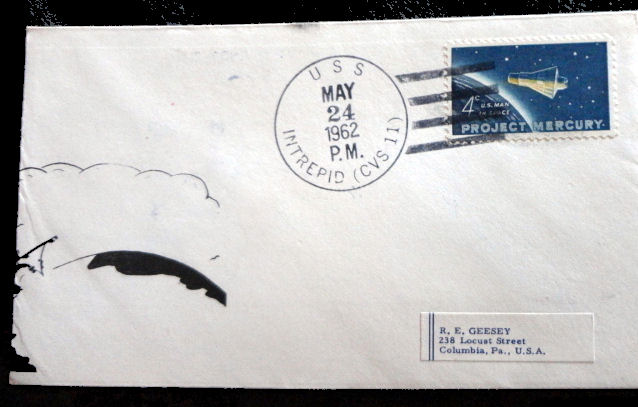 USS
MAY
24
1962
P.M.
INTREPID (CVS 11)
4c
U.S. MAN
IN SPACE
PROJECT MERCURY
R. E. GEESEY
238 Locust Street
Columbia, Pa., U.S.A.